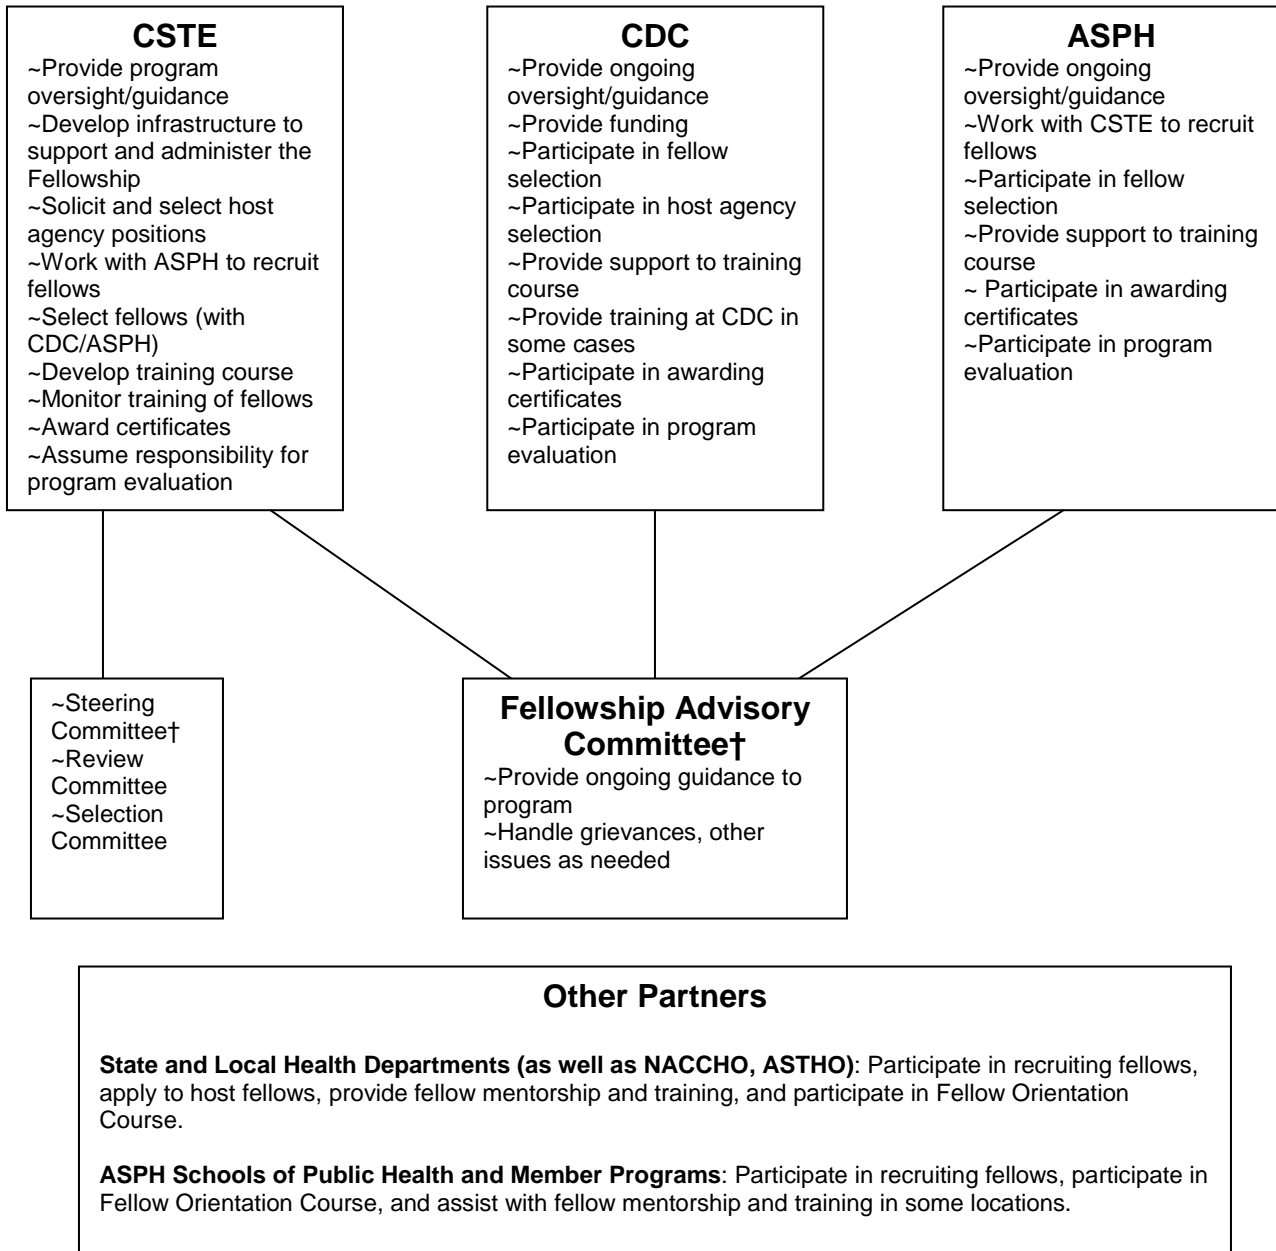 CSTE
~Provide program
oversight/guidance
~Develop infrastructure to
support and administer the
Fellowship
~Solicit and select host
agency positions
~Work with ASPH to recruit
fellows
~Select fellows (with
CDC/ASPH)
~Develop training course
~Monitor training of fellows
~Award certificates
~Assume responsibility for
program evaluation
CDC
~Provide ongoing
oversight/guidance
~Provide funding
~Participate in fellow
selection
~Participate in host agency
selection
~Provide support to training
course
~Provide training at CDC in
some cases
~Participate in awarding
certificates
~Participate in program
evaluation
ASPH
~Provide ongoing
oversight/guidance
~Work with CSTE to recruit
fellows
~Participate in fellow
selection
~Provide support to training
course
~ Participate in awarding
certificates
~Participate in program
evaluation
~Steering
Committee†
~Review
Committee
~Selection
Committee
Fellowship Advisory
Committee†
~Provide ongoing guidance to
program
~Handle grievances, other
issues as needed
Other Partners
State and Local Health Departments (as well as NACCHO, ASTHO): Participate in recruiting fellows,
apply to host fellows, provide fellow mentorship and training, and participate in Fellow Orientation
Course.
ASPH Schools of Public Health and Member Programs: Participate in recruiting fellows, participate in
Fellow Orientation Course, and assist with fellow mentorship and training in some locations.